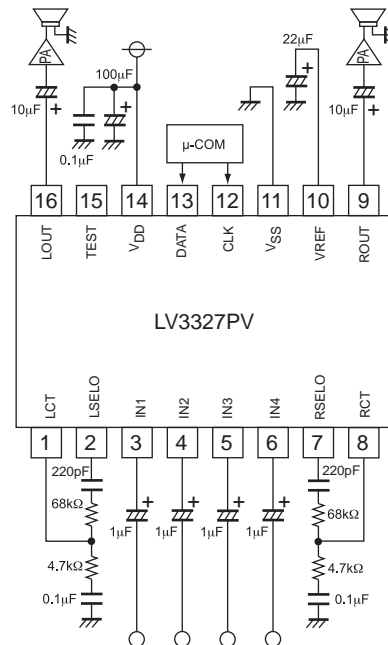 PA
22μF
PA
100μF
10μF
0.1μF
μ-COM
10μF
+
+
+
+
16
15
14
13
12
11
10
9
LOUT
TEST
VDD
DATA
CLK
VSS
VREF
ROUT
LV3327PV
LCT
LSELO
IN1
IN2
IN3
IN4
RSELO
RCT
1
2
3
4
5
6
7
8
220pF
68kΩ
4.7kΩ
0.1μF
+
1μF
+
1μF
+
1μF
+
1μF
220pF
68kΩ
4.7kΩ
0.1μF